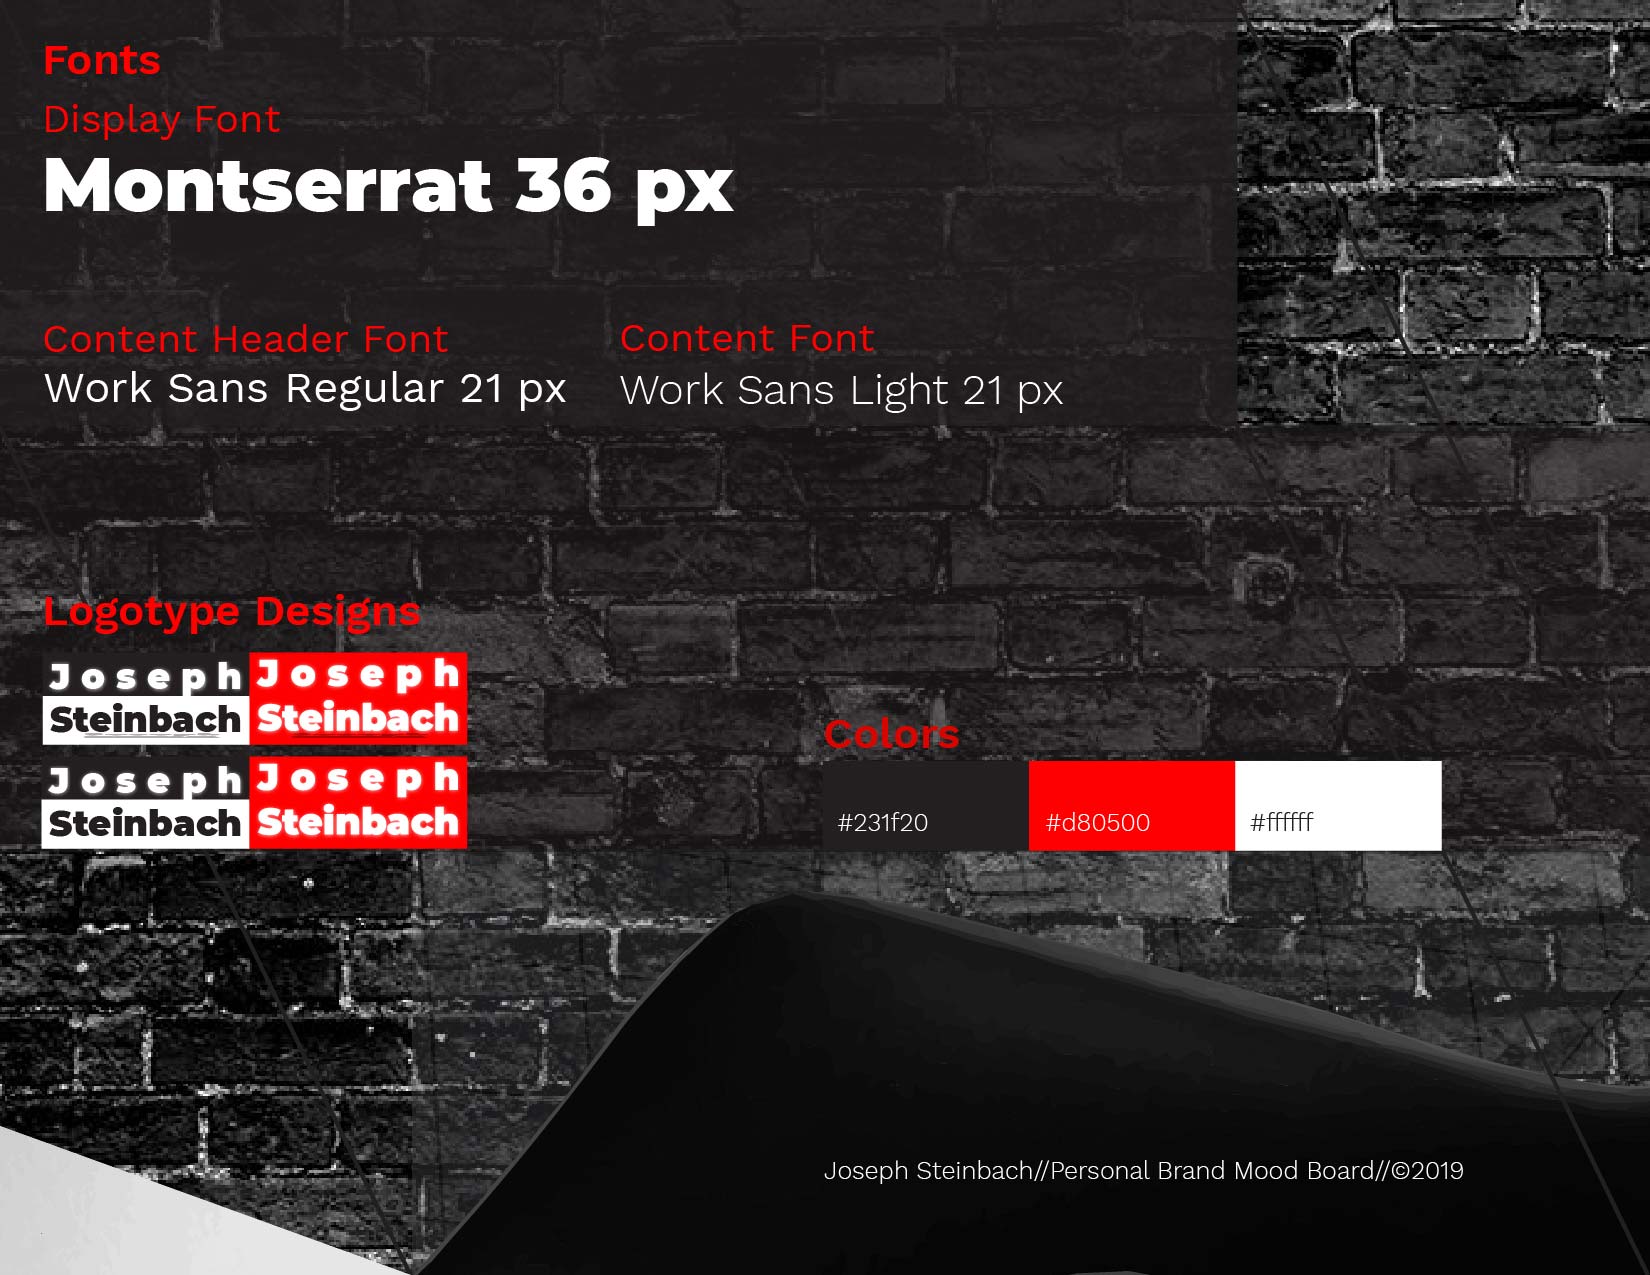 Fonts
Display Font
Montserrat 36 px
Content Header Font
Work Sans Regular 21 px
Content Font
Work Sans Light 21 px
Logotype Designs
Joseph
Steinbach
Joseph
Steinbach
Joseph
Steinbach
Joseph
Steinbach
Colors
#231f20
#d80500
#ffffff
Joseph Steinbach//Personal Brand Mood Board//©2019